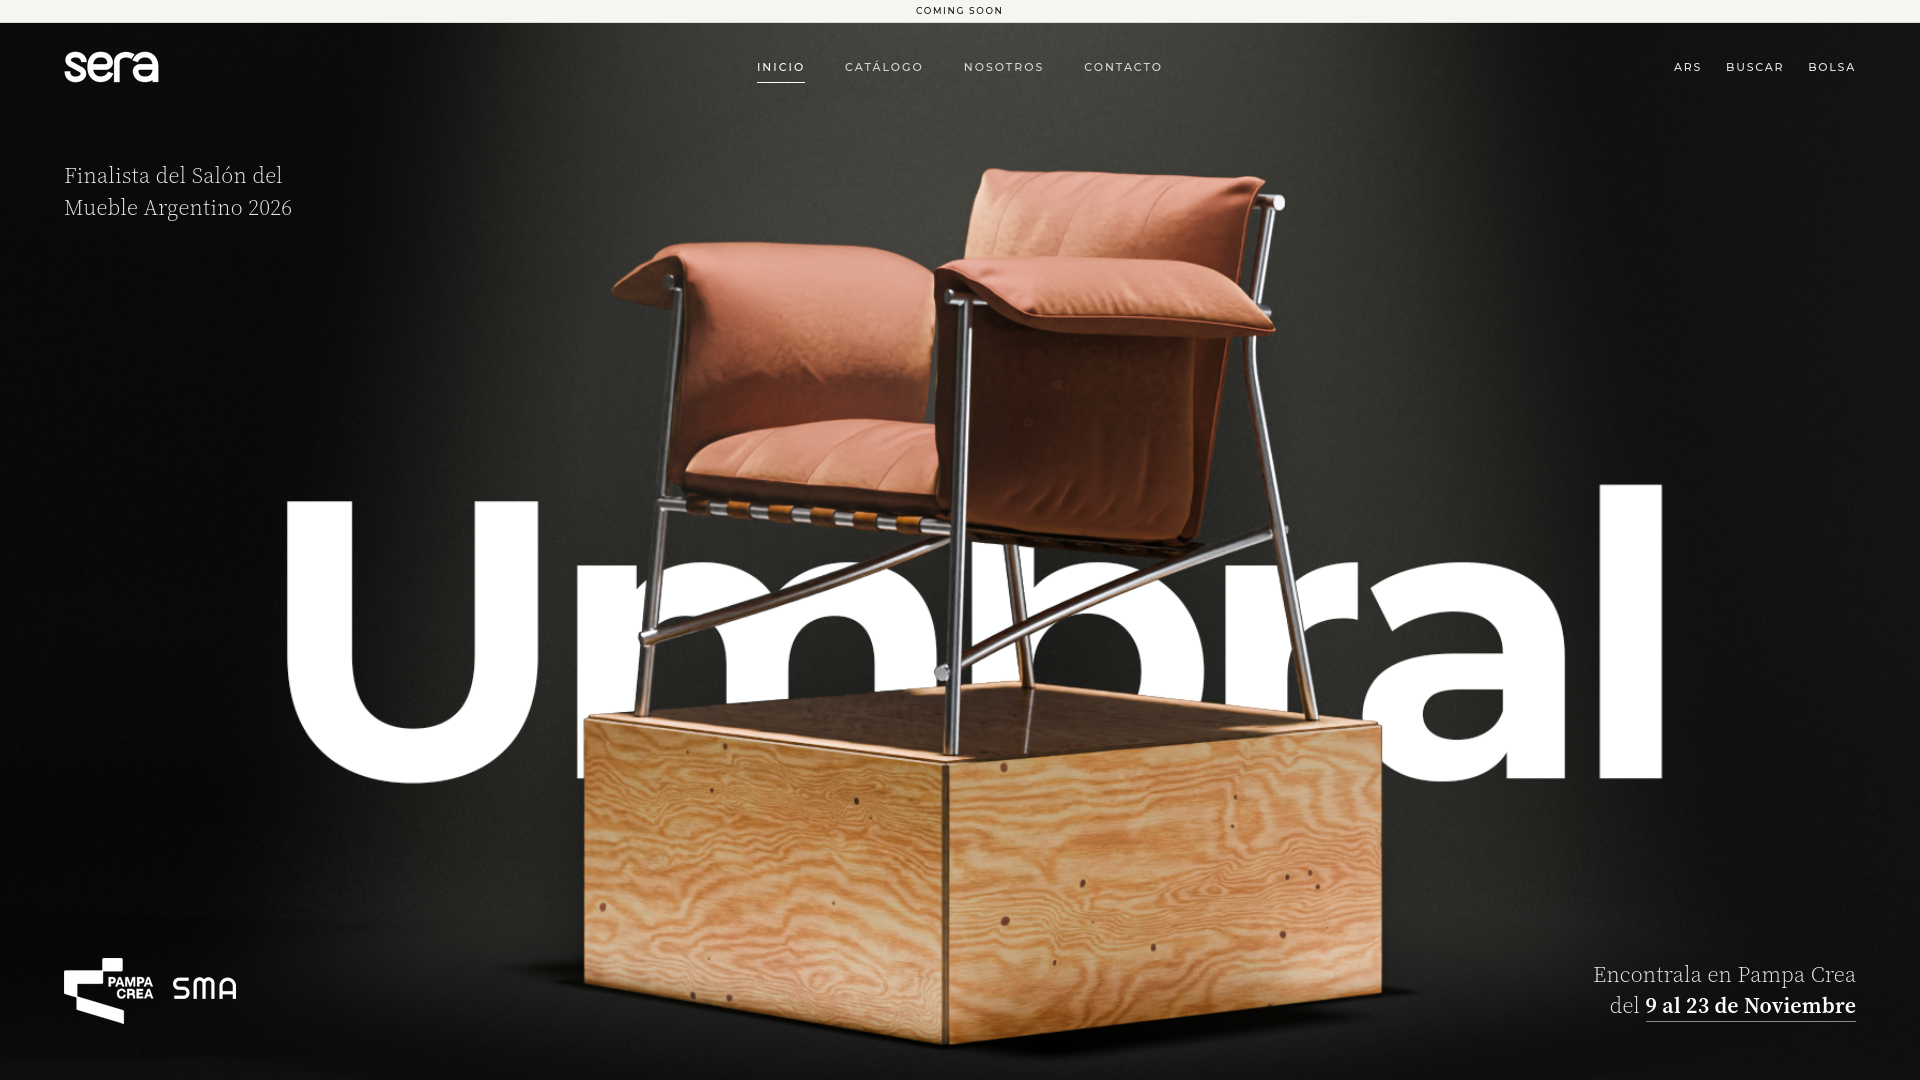 COMING SOON
sera
INICIO CATÁLOGO NOSOTROS CONTACTO
ARS BUSCAR BOLSA
Finalista del Salón del
Mueble Argentino 2026
Umbral
PAMPA
CREA
SMA
Encontrala en Pampa Crea
del 9 al 23 de Noviembre